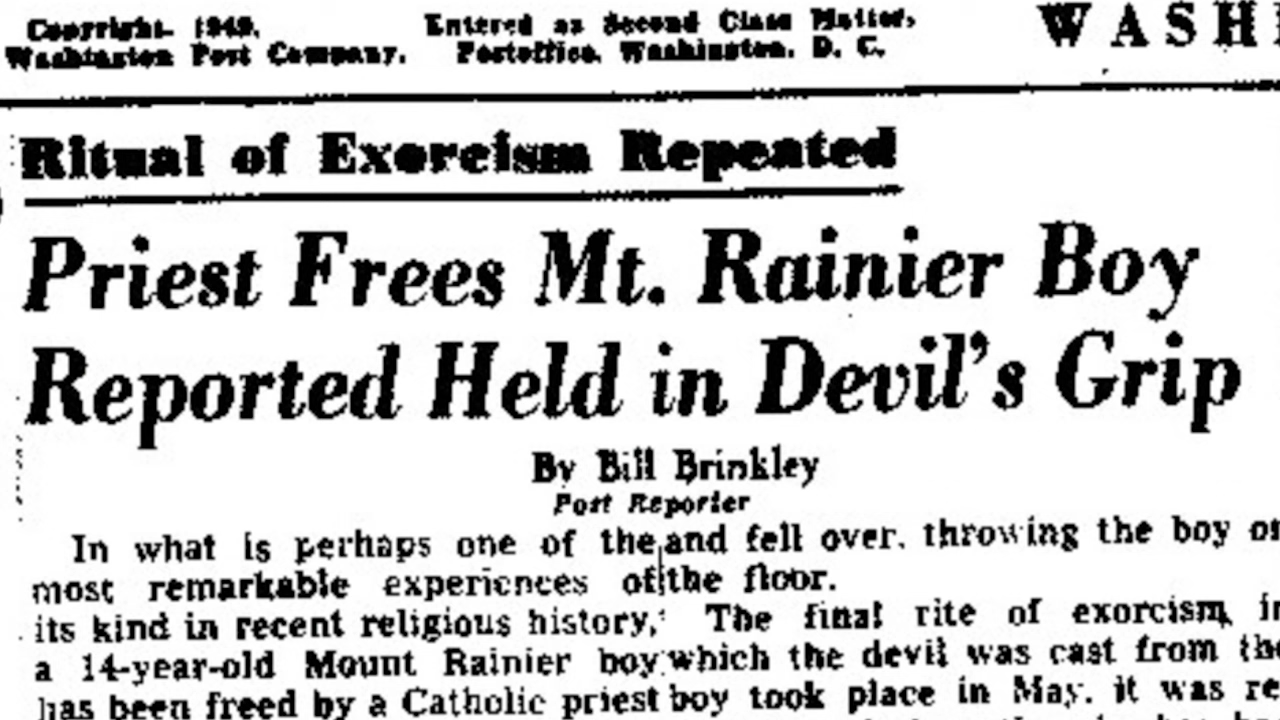 Copyright. 1949.
Washington Post Company.
Entered as Second Class Matter,
Postoffice. Washington. D. C.
WASHI
Ritual of Exorcism Repeated
Priest Frees Mt. Rainier Boy
Reported Held in Devil's Grip
By Bill Brinkley
Post Reporter
In what is perhaps one of the
most remarkable experiences of
its kind in recent religious history,
a 14-year-old Mount Rainier boy
has been freed by a Catholic priest
and fell over, throwing the boy on
the floor.
The final rite of exorcism in
which the devil was cast from the
boy took place in May, it was re-